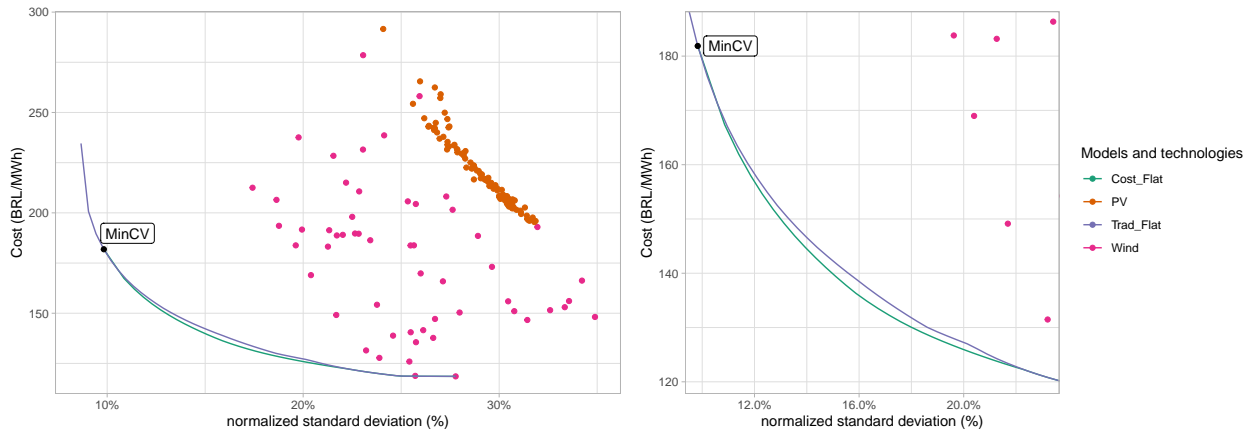 300
250
200
150
Cost (BRL/MWh)
MinCV
10%
20%
30%
normalized standard deviation (%)
180
160
140
120
Cost (BRL/MWh)
MinCV
12.0%
16.0%
20.0%
normalized standard deviation (%)
Models and technologies
Cost_Flat
PV
Trad_Flat
Wind